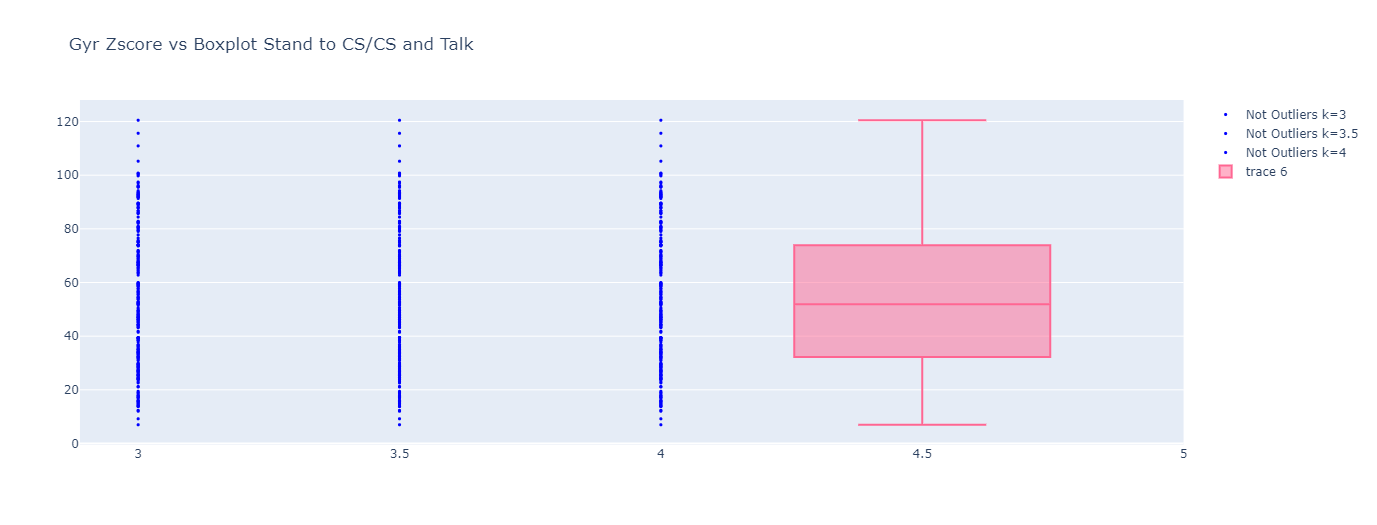 Gyr Zscore vs Boxplot Stand to CS/CS and Talk
120
100
80
60
40
20
0
3
3.5
4
4.5
5
Not Outliers k=3
Not Outliers k=3.5
Not Outliers k=4
trace 6